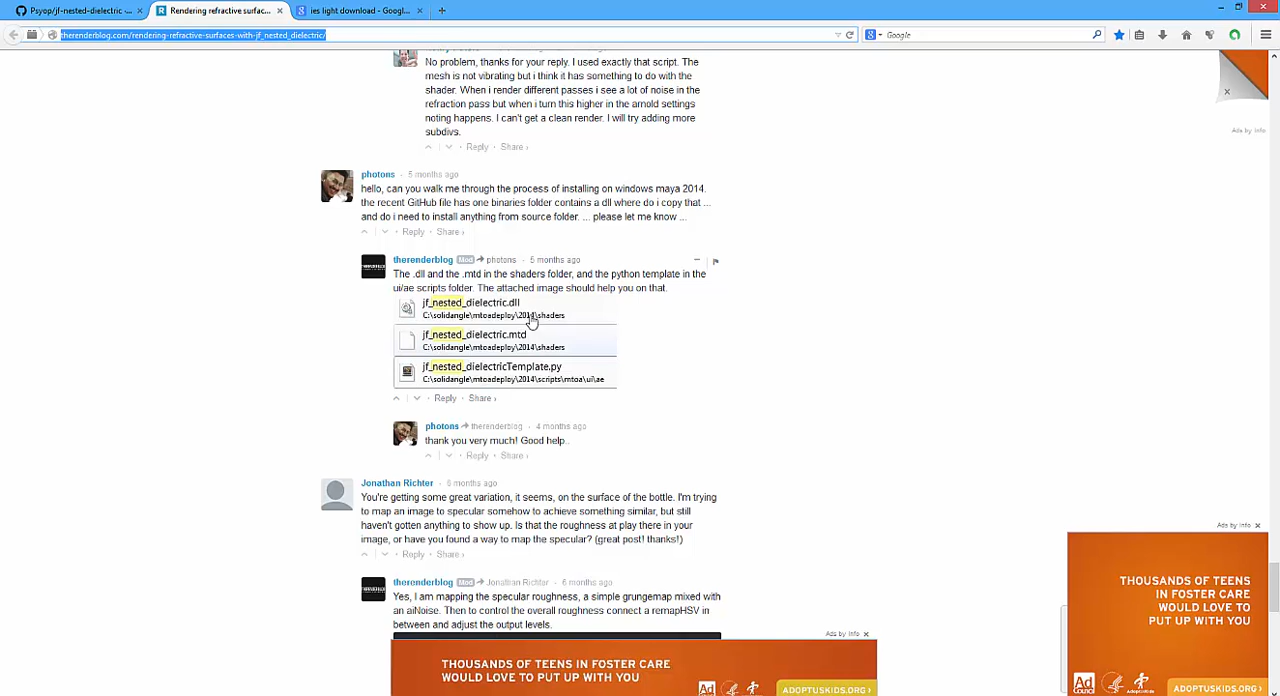 Psyop/jf-nested-dielectric -
Rendering refractive surfac...
ies light download - Googl...
therenderblog.com/rendering-refractive-surfaces-with-jf_nested_dielectric/
Google
No problem, thanks for your reply. I used exactly that script. The
mesh is not vibrating but i think it has something to do with the
shader. When i render different passes i see a lot of noise in the
refraction pass but when i turn this higher in the arnold settings
noting happens. I can't get a clean render. I will try adding more
subdivs.
Reply · Share ›
Ads by info
photons · 5 months ago
hello, can you walk me through the process of installing on windows maya 2014.
the recent GitHub file has one binaries folder contains a dll where do i copy that ...
and do i need to install anything from source folder. ... please let me know ...
Reply · Share ›
therenderblog Mod photons · 5 months ago
The .dll and the .mtd in the shaders folder, and the python template in the
ui/ae scripts folder. The attached image should help you on that.
jf_nested_dielectric.dll
C:\solidangle\mtoadeploy\2014\shaders
jf_nested_dielectric.mtd
C:\solidangle\mtoadeploy\2014\shaders
jf_nested_dielectricTemplate.py
C:\solidangle\mtoadeploy\2014\scripts\mtoa\ui\ae
Reply · Share ›
photons therenderblog · 4 months ago
thank you very much! Good help..
Reply · Share ›
Jonathan Richter · 6 months ago
You're getting some great variation, it seems, on the surface of the bottle. I'm trying
to map an image to specular somehow to achieve something similar, but still
haven't gotten anything to show up. Is that the roughness at play there in your
image, or have you found a way to map the specular? (great post! thanks!)
Reply · Share ›
therenderblog Mod Jonathan Richter · 6 months ago
Yes, I am mapping the specular roughness, a simple grungemap mixed with
an aiNoise. Then to control the overall roughness connect a remapHSV in
between and adjust the output levels.
Ads by info
THOUSANDS OF TEENS IN FOSTER CARE
WOULD LOVE TO PUT UP WITH YOU
Ad
ADOPTUSKIDS.ORG ›
Ads by info
THOUSANDS OF TEENS
IN FOSTER CARE
WOULD LOVE TO
PUT UP WITH YOU
Ad
ADOPTUSKIDS.ORG ›